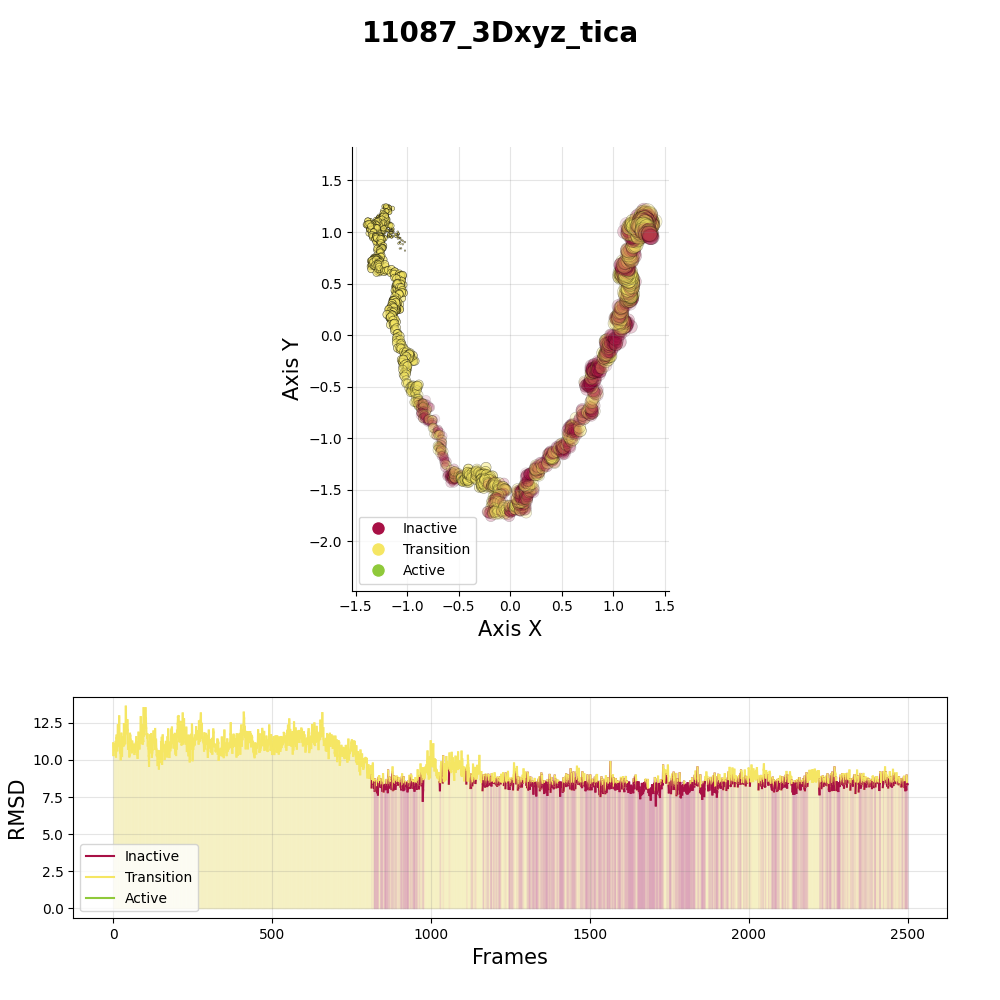 11087_3Dxyz_tica
1.5
1.0
0.5
0.0
−0.5
−1.0
−1.5
−2.0
Axis Y
Inactive
Transition
Active
−1.5 −1.0 −0.5 0.0 0.5 1.0 1.5
Axis X
12.5
10.0
7.5
5.0
2.5
0.0
RMSD
Inactive
Transition
Active
0 500 1000 1500 2000 2500
Frames